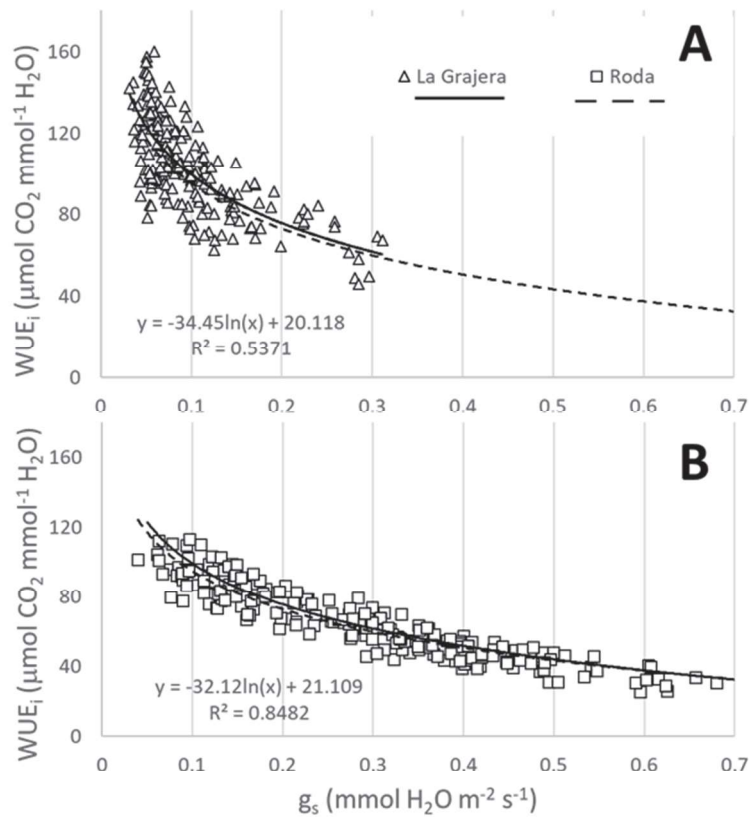 A
160
La Grajera
Roda
120
80
40
0
WUEᵢ (μmol CO₂ mmol⁻¹ H₂O)
y = -34.45ln(x) + 20.118
R² = 0.5371
0 0.1 0.2 0.3 0.4 0.5 0.6 0.7
B
160
120
80
40
0
WUEᵢ (μmol CO₂ mmol⁻¹ H₂O)
y = -32.12ln(x) + 21.109
R² = 0.8482
0 0.1 0.2 0.3 0.4 0.5 0.6 0.7
gₛ (mmol H₂O m⁻² s⁻¹)